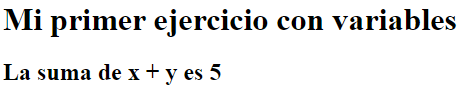 Mi primer ejercicio con variables
La suma de x + y es 5